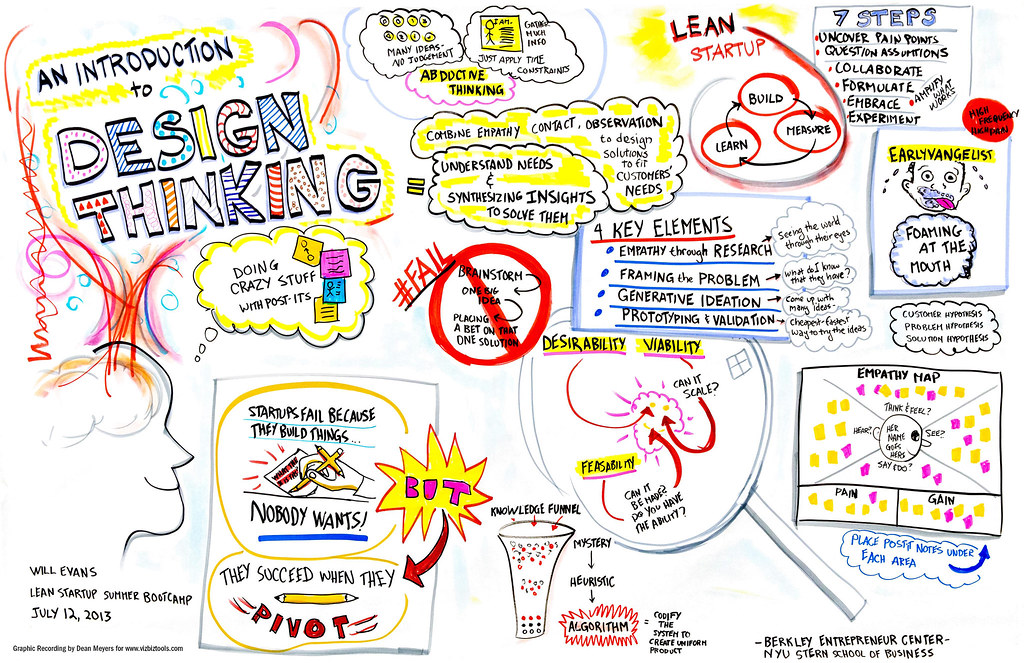 AN INTRODUCTION
to
DESIGN
THINKING
=
MANY IDEAS-
NO JUDGEMENT
I AM.
GATHER
MUCH
INFO
JUST APPLY TIME
CONSTRAINTS
ABDUCTIVE
THINKING
COMBINE EMPATHY, CONTACT, OBSERVATION
to design
solutions
to fit
CUSTOMERS'
NEEDS
UNDERSTAND NEEDS
&
SYNTHESIZING INSIGHTS
TO SOLVE THEM
LEAN
STARTUP
BUILD
MEASURE
LEARN
7 STEPS
UNCOVER PAIN POINTS
QUESTION ASSUMPTIONS
COLLABORATE
FORMULATE
EMBRACE
EXPERIMENT
AMPLIFY
WHAT
WORKS
HIGH
FREQUENCY
HIGH PAIN
EARLYVANGELIST
FOAMING
AT THE
MOUTH
CUSTOMER HYPOTHESIS
PROBLEM HYPOTHESIS
SOLUTION HYPOTHESIS
DOING
CRAZY STUFF
WITH POST-ITS
#FAIL
BRAINSTORM
ONE BIG
IDEA
PLACING
A BET ON THAT
ONE SOLUTION
4 KEY ELEMENTS
EMPATHY through RESEARCH
Seeing the world
through their eyes
FRAMING the PROBLEM
What do I know
that they have?
GENERATIVE IDEATION
Come up with
many ideas-
PROTOTYPING & VALIDATION
Cheapest-fastest
way to try the ideas
DESIRABILITY
VIABILITY
CAN IT
SCALE?
FEASABILITY
CAN IT
BE MADE?
DO YOU HAVE
THE ABILITY?
EMPATHY MAP
THINK & FEEL?
HEAR?
HER
NAME
GOES
HERE
SEE?
SAY/DO?
PAIN
GAIN
PLACE POSTIT NOTES UNDER
EACH AREA
STARTUPS FAIL BECAUSE
THEY BUILD THINGS...
NOBODY WANTS!
BUT
THEY SUCCEED WHEN THEY
PIVOT
KNOWLEDGE FUNNEL
MYSTERY
HEURISTIC
ALGORITHM
=
CODIFY
THE
SYSTEM TO
CREATE UNIFORM
PRODUCT
WILL EVANS
LEAN STARTUP SUMMER BOOTCAMP
JULY 12, 2013
Graphic Recording by Dean Meyers for www.vizbiztools.com
-BERKLEY ENTREPRENEUR CENTER-
NYU STERN SCHOOL OF BUSINESS